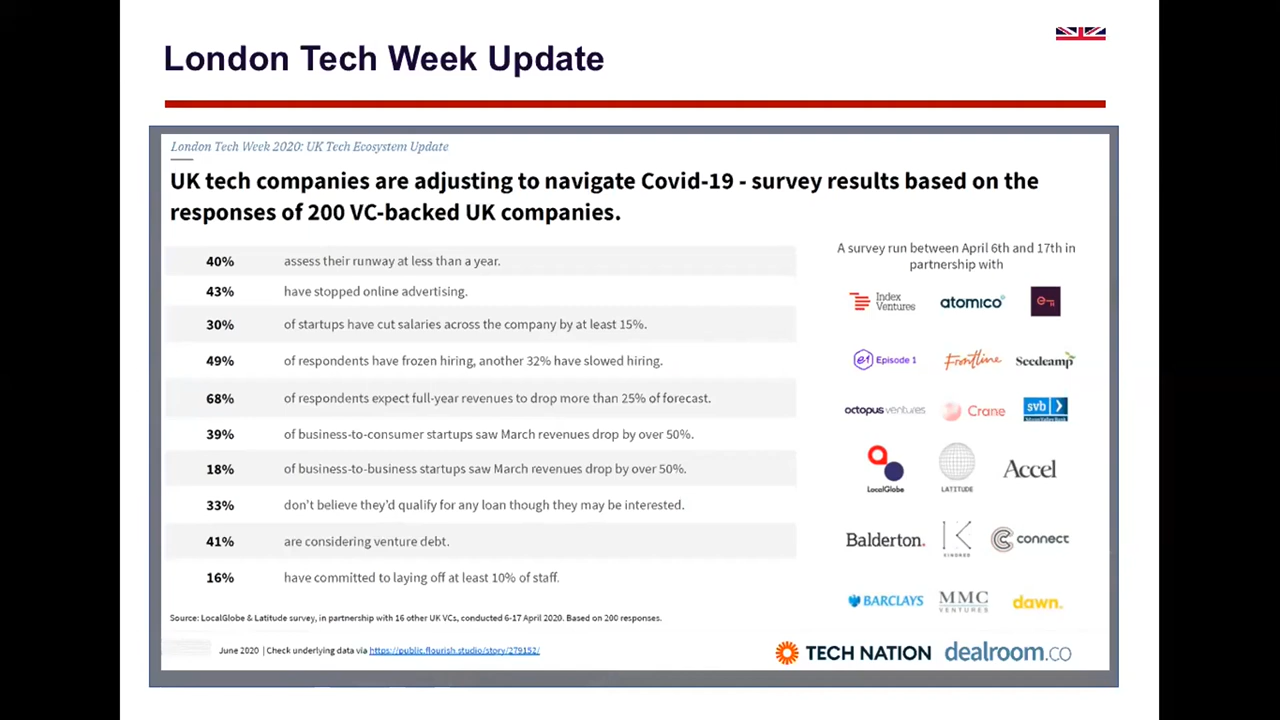 London Tech Week Update
London Tech Week 2020: UK Tech Ecosystem Update
UK tech companies are adjusting to navigate Covid-19 - survey results based on the
responses of 200 VC-backed UK companies.
40% assess their runway at less than a year.
43% have stopped online advertising.
30% of startups have cut salaries across the company by at least 15%.
49% of respondents have frozen hiring, another 32% have slowed hiring.
68% of respondents expect full-year revenues to drop more than 25% of forecast.
39% of business-to-consumer startups saw March revenues drop by over 50%.
18% of business-to-business startups saw March revenues drop by over 50%.
33% don't believe they'd qualify for any loan though they may be interested.
41% are considering venture debt.
16% have committed to laying off at least 10% of staff.
A survey run between April 6th and 17th in
partnership with
Index
Ventures
atomico
e1 Episode 1
Frontline
Seedcamp
octopus ventures
Crane
svb
LocalGlobe
LATITUDE
Accel
Balderton.
K
KINDRED
connect
BARCLAYS
MMC
VENTURES
dawn.
Source: LocalGlobe & Latitude survey, in partnership with 16 other UK VCs, conducted 6-17 April 2020. Based on 200 responses.
June 2020 | Check underlying data via https://public.flourish.studio/story/279152/
TECH NATION
dealroom.co